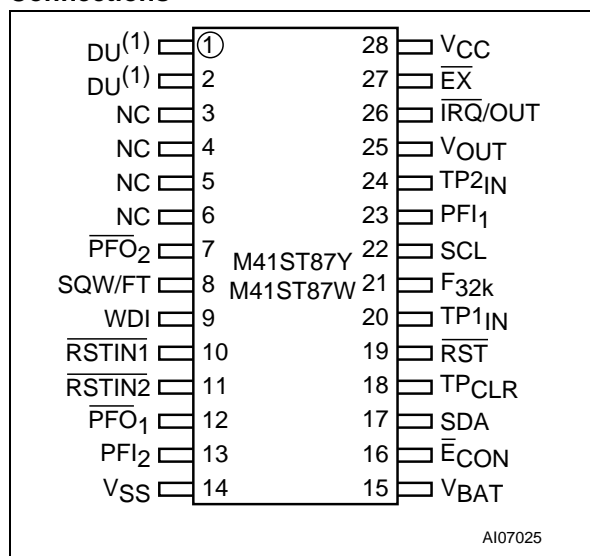 DU(1) 1 28 VCC
DU(1) 2 27 EX
NC 3 26 IRQ/OUT
NC 4 25 VOUT
NC 5 24 TP2IN
NC 6 23 PFI1
PFO2 7 22 SCL
M41ST87Y
SQW/FT 8 21 F32k
M41ST87W
WDI 9 20 TP1IN
RSTIN1 10 19 RST
RSTIN2 11 18 TPCLR
PFO1 12 17 SDA
PFI2 13 16 ECON
VSS 14 15 VBAT
AI07025